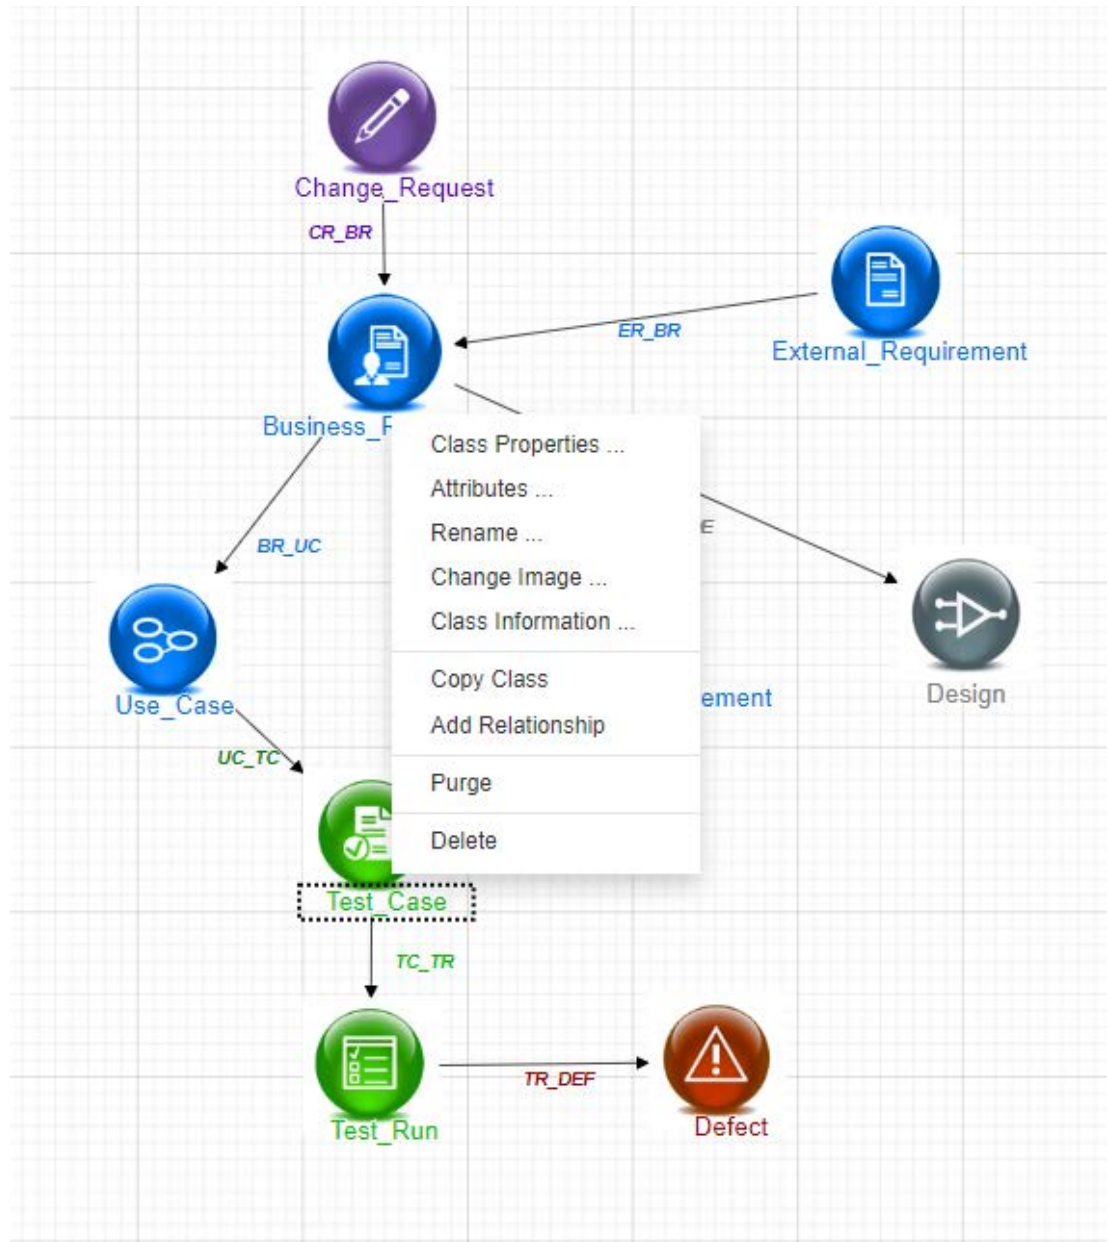 Change_Request
CR_BR
ER_BR
External_Requirement
Business_R
Class Properties ...
Attributes ...
Rename ...
Change Image ...
Class Information ...
Copy Class
Add Relationship
Purge
Delete
BR_UC
E
Use_Case
ement
Design
UC_TC
Test_Case
TC_TR
Test_Run
TR_DEF
Defect